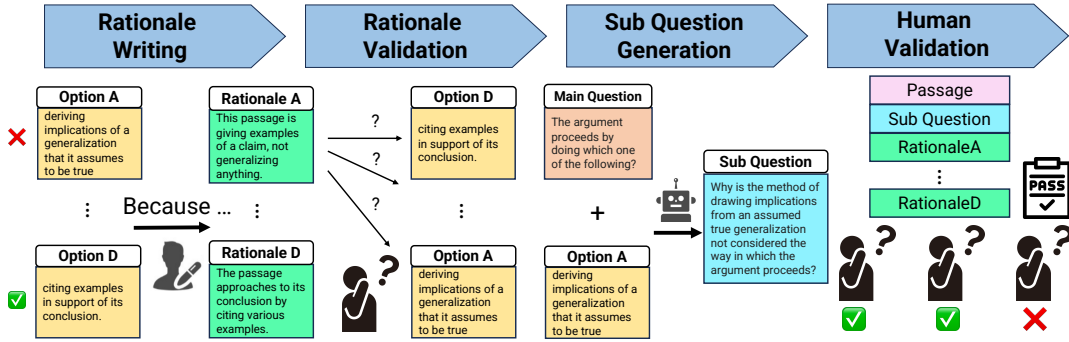 Rationale
Writing
Rationale
Validation
Sub Question
Generation
Human
Validation
Option A
deriving
implications of a
generalization
that it assumes
to be true
⋮
Option D
citing examples
in support of its
conclusion.
Because ...
Rationale A
This passage is
giving examples
of a claim, not
generalizing
anything.
⋮
Rationale D
The passage
approaches to its
conclusion by
citing various
examples.
?
?
?
Option D
citing examples
in support of its
conclusion.
⋮
Option A
deriving
implications of a
generalization
that it assumes
to be true
Main Question
The argument
proceeds by
doing which one
of the following?
+
Option A
deriving
implications of a
generalization
that it assumes
to be true
Sub Question
Why is the method of
drawing implications
from an assumed
true generalization
not considered the
way in which the
argument proceeds?
Passage
Sub Question
RationaleA
⋮
RationaleD
PASS
?
?
?
?